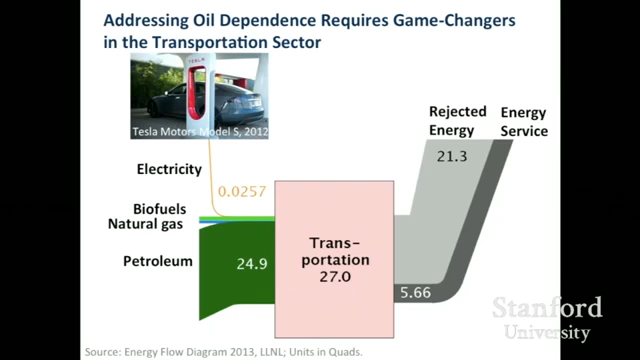 Addressing Oil Dependence Requires Game-Changers
in the Transportation Sector
TESLA
Tesla Motors Model S, 2012
Rejected
Energy
Energy
Service
21.3
Electricity
0.0257
Biofuels
Natural gas
Petroleum
24.9
Trans-
portation
27.0
5.66
Stanford
University
Source: Energy Flow Diagram 2013, LLNL; Units in Quads.